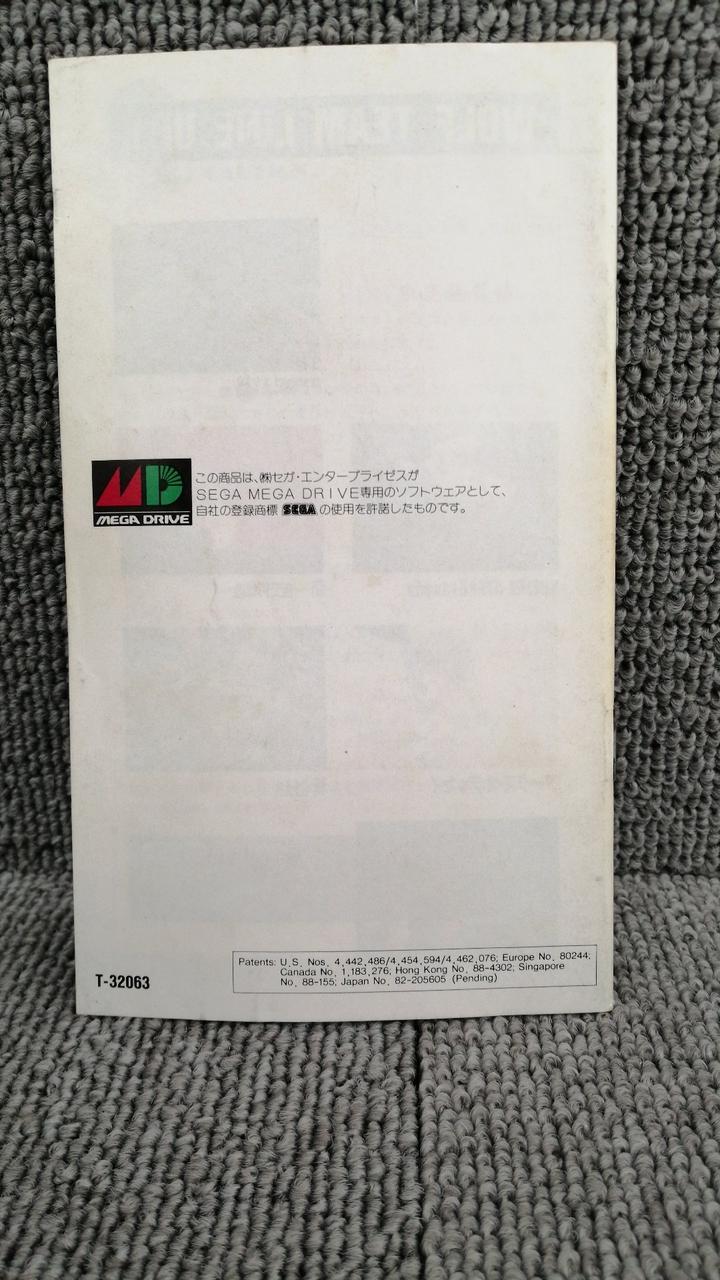 WOLF TEAM LINE U
MEGA DRIVE
この商品は、㈱セガ・エンタープライゼスが
SEGA MEGA DRIVE専用のソフトウェアとして、
自社の登録商標 SEGA の使用を許諾したものです。
Patents: U.S. Nos. 4,442,486/4,454,594/4,462,076; Europe No. 80244;
Canada No. 1,183,276; Hong Kong No. 88-4302; Singapore
No. 88-155; Japan No. 82-205605 (Pending)
T-32063